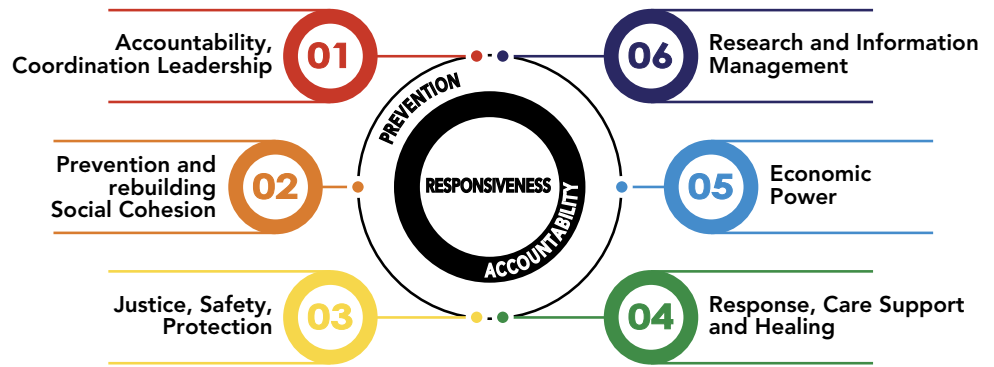 Accountability,
Coordination Leadership
01
Prevention and
rebuilding
Social Cohesion
02
Justice, Safety,
Protection
03
PREVENTION
RESPONSIVENESS
ACCOUNTABILITY
06
Research and Information
Management
05
Economic
Power
04
Response, Care Support
and Healing